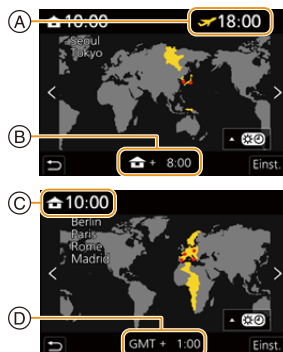 A
10:00
18:00
Seoul
Tokyo
B
+ 8:00
Einst.
C
10:00
Berlin
Paris
Rome
Madrid
D
GMT + 1:00
Einst.